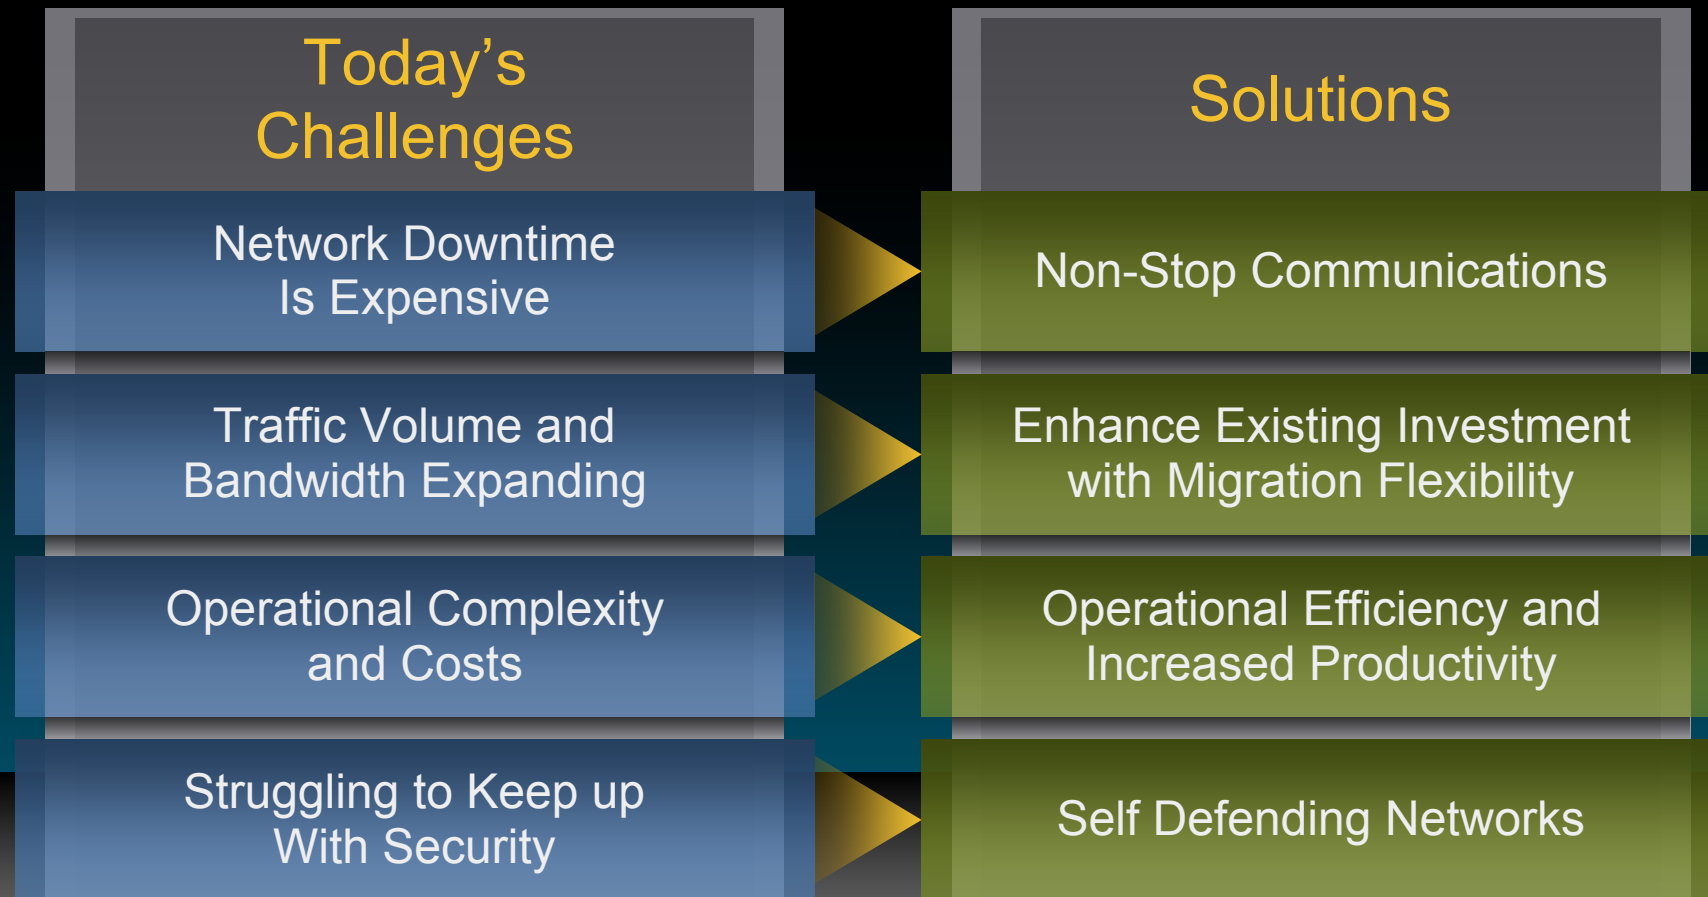 Today’s
Challenges
Solutions
Network Downtime
Is Expensive
Non-Stop Communications
Traffic Volume and
Bandwidth Expanding
Enhance Existing Investment
with Migration Flexibility
Operational Complexity
and Costs
Operational Efficiency and
Increased Productivity
Struggling to Keep up
With Security
Self Defending Networks